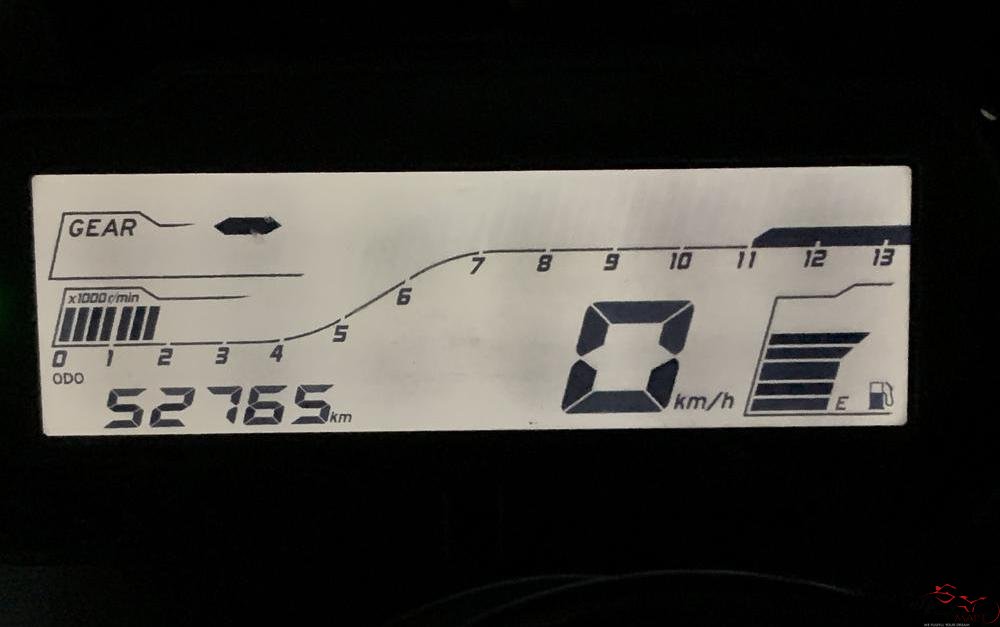 GEAR
x1000r/min
0 1 2 3 4 5 6 7 8 9 10 11 12 13
ODO
52765km
0 km/h
E